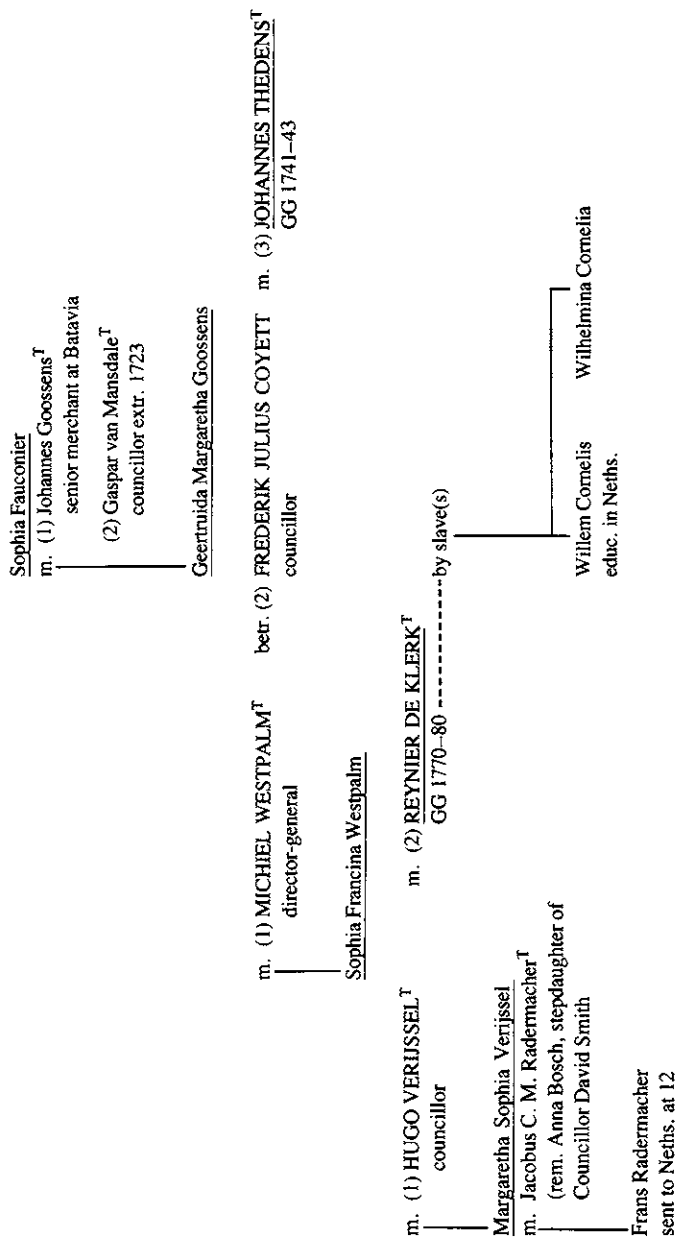 Sophia Fauconier
m. (1) Johannes Goossens^T
senior merchant at Batavia
(2) Gaspar van Mansdale^T
councillor extr. 1723
Geertruida Margaretha Goossens
m. (1) MICHIEL WESTPALM^T betr. (2) FREDERIK JULIUS COYETT m. (3) JOHANNES THEDENS^T
director-general councillor GG 1741–43
Sophia Francina Westpalm
m. (1) HUGO VERIJSSEL^T m. (2) REYNIER DE KLERK^T
councillor GG 1770–80 ----------- by slave(s)
Margaretha Sophia Verijssel
m. Jacobus C. M. Radermacher^T
(rem. Anna Bosch, stepdaughter of
Councillor David Smith
Willem Cornelis Wilhelmina Cornelia
educ. in Neths.
Frans Radermacher
sent to Neths. at 12